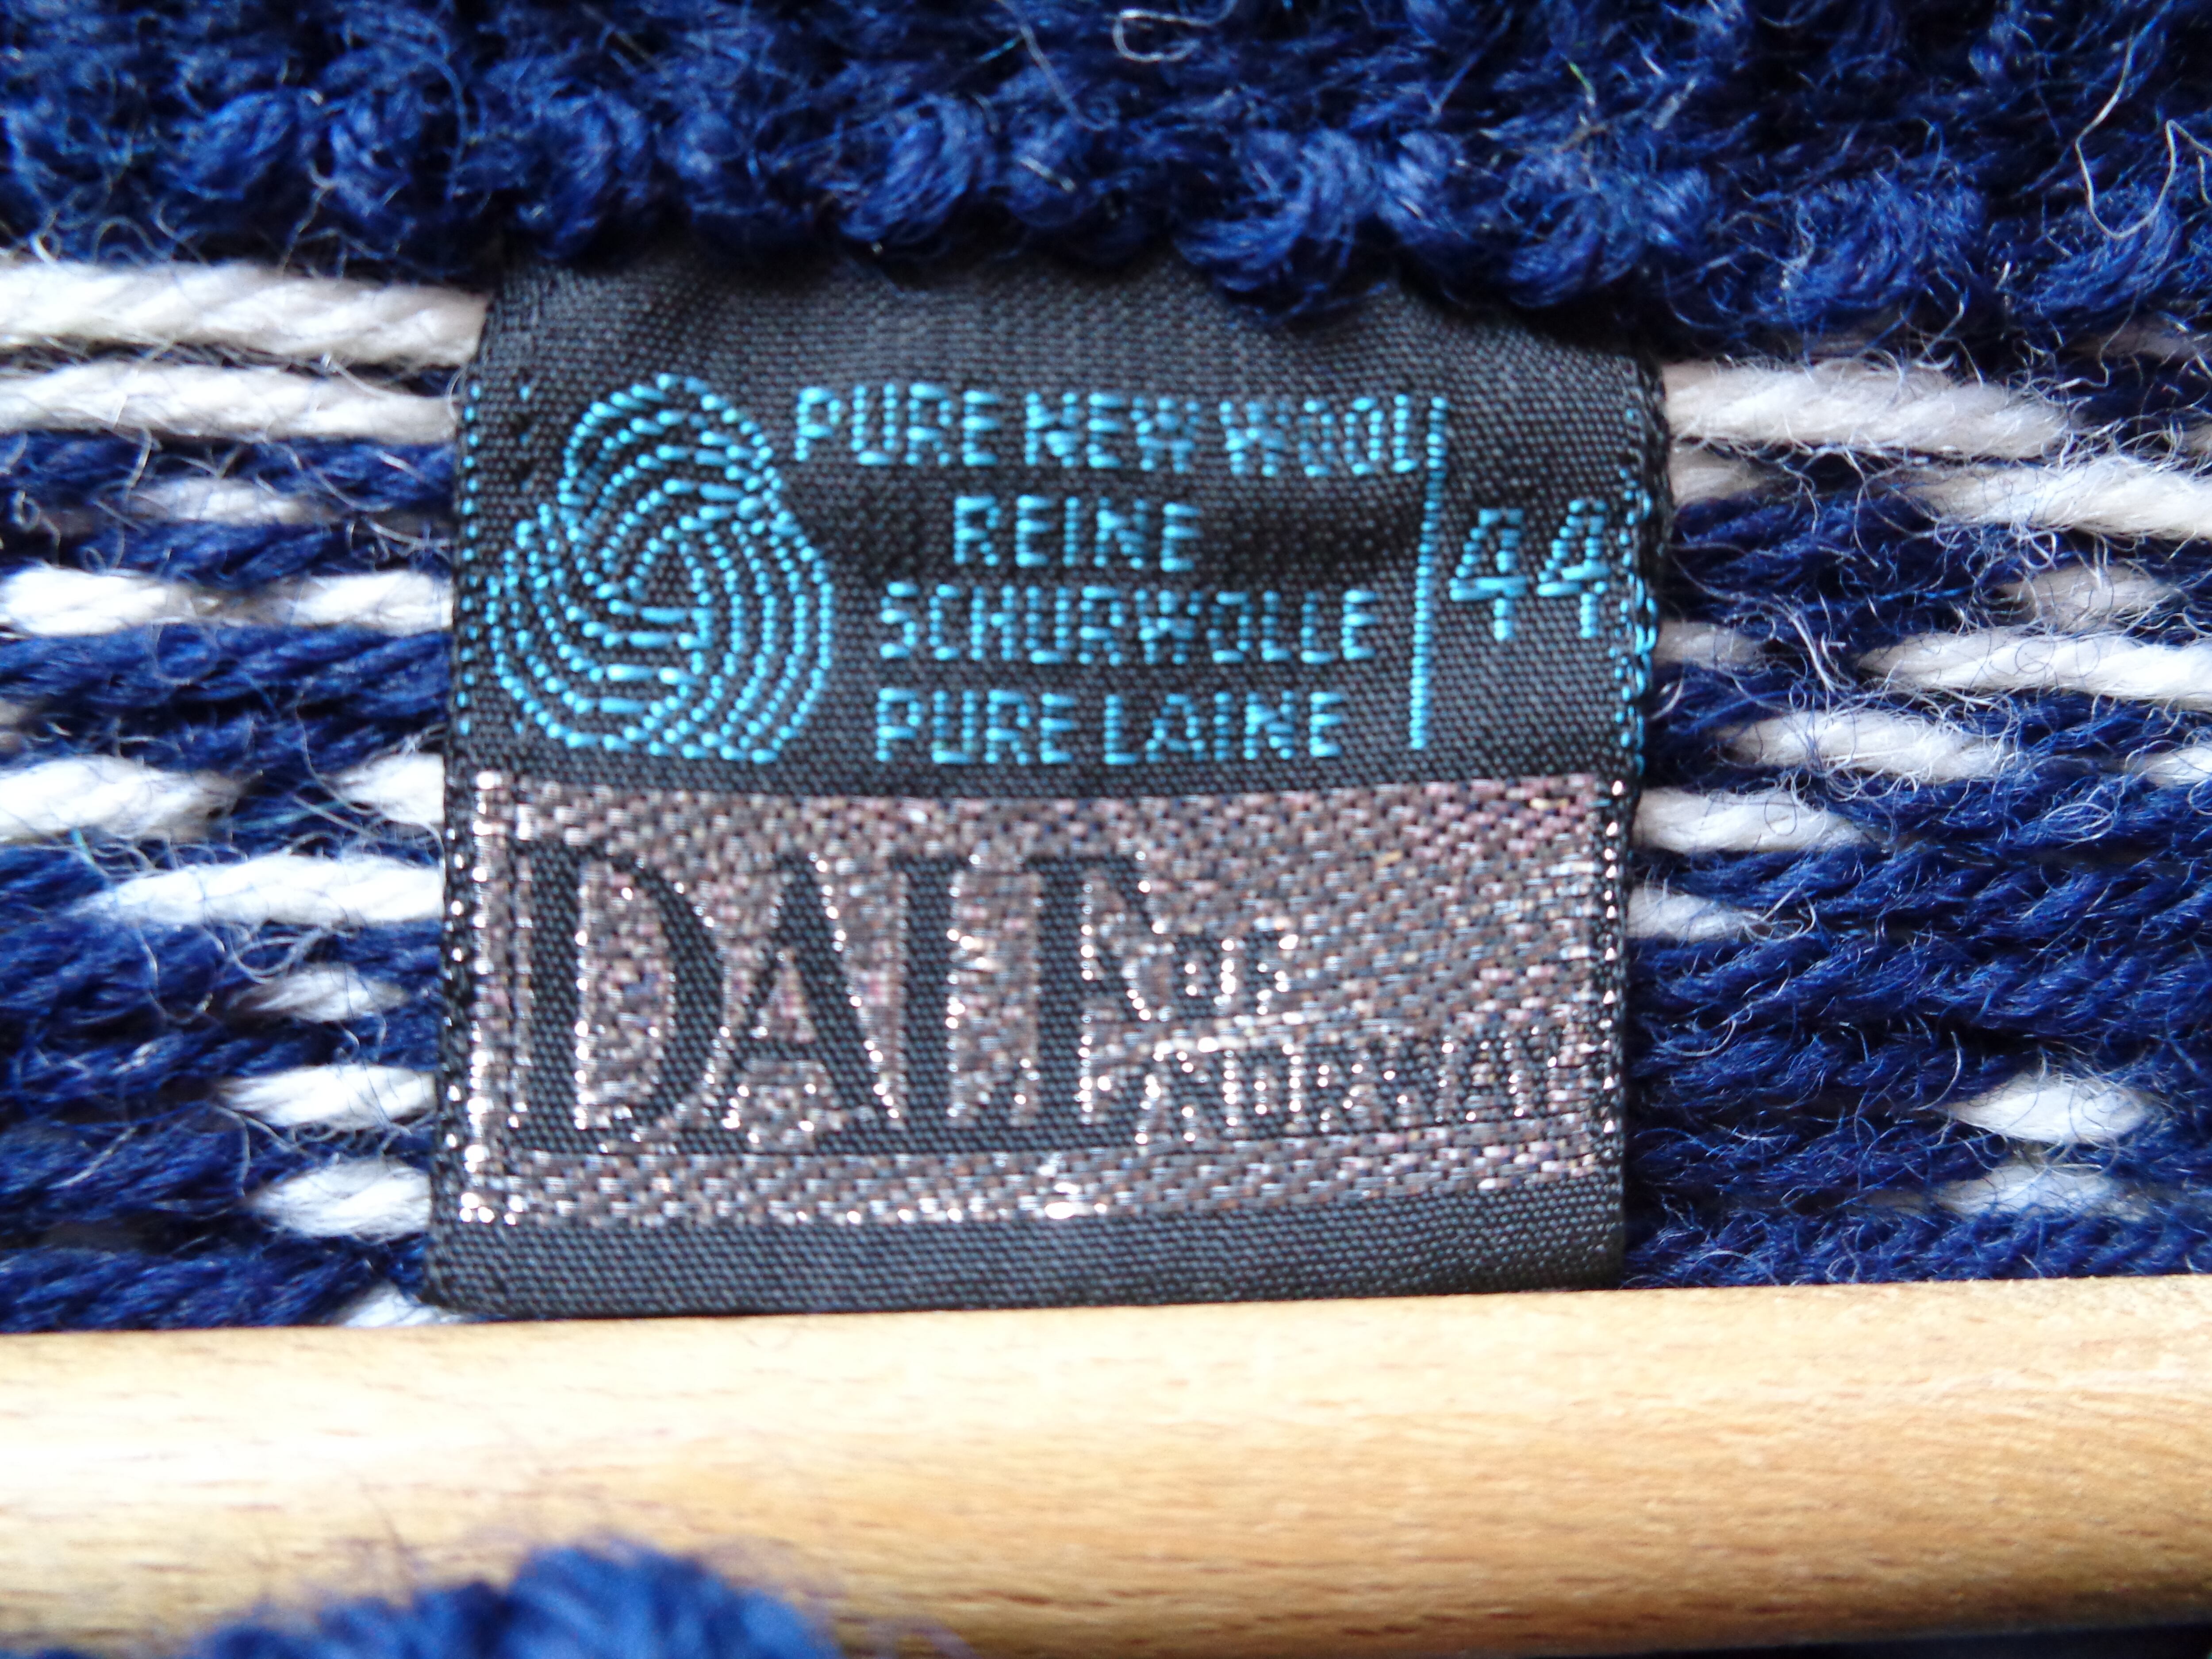 PURE NEW WOOL
REINE
SCHURWOLLE
PURE LAINE
44
DALE
OF
NORWAY